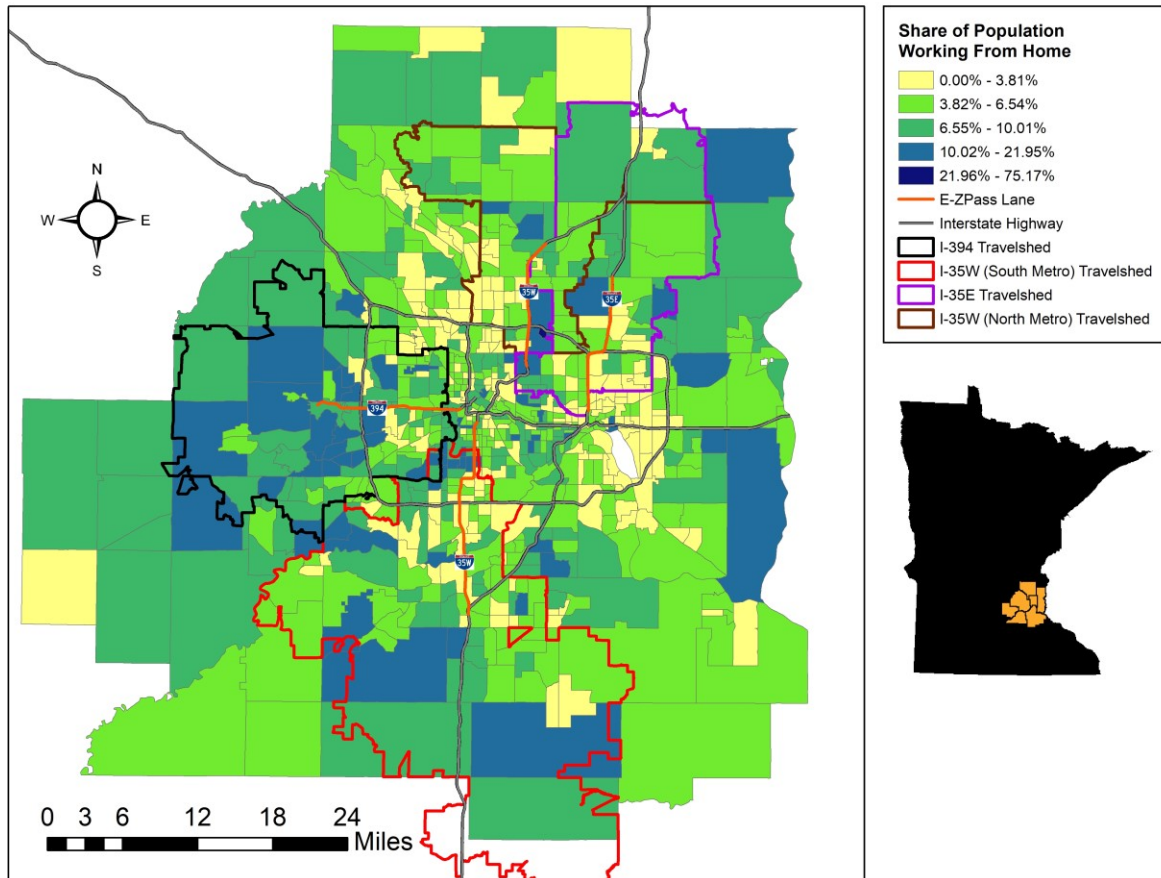 N
W E
S
394
35W
35E
35W
0 3 6 12 18 24
Miles
Share of Population
Working From Home
0.00% - 3.81%
3.82% - 6.54%
6.55% - 10.01%
10.02% - 21.95%
21.96% - 75.17%
E-ZPass Lane
Interstate Highway
I-394 Travelshed
I-35W (South Metro) Travelshed
I-35E Travelshed
I-35W (North Metro) Travelshed